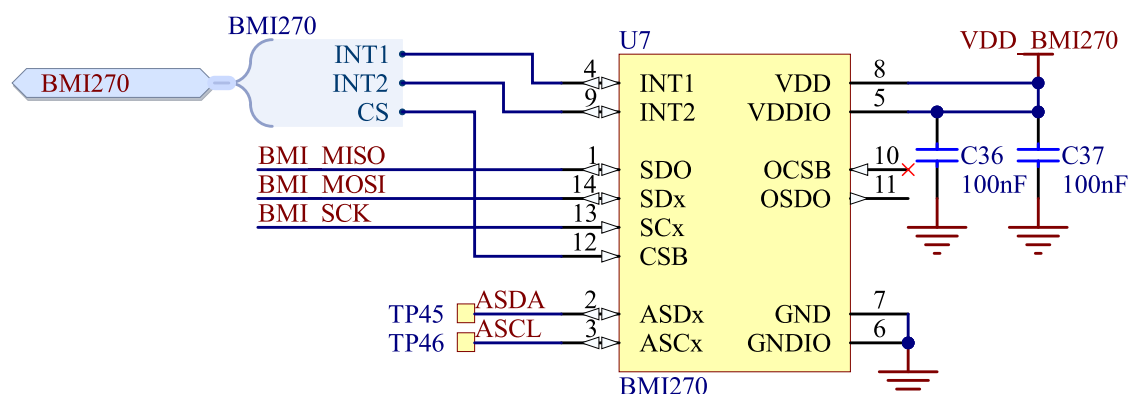 BMI270
BMI270
INT1
INT2
CS
BMI_MISO
BMI_MOSI
BMI_SCK
TP45
ASDA
TP46
ASCL
U7
4 INT1
9 INT2
1 SDO
14 SDx
13 SCx
12 CSB
2 ASDx
3 ASCx
VDD 8
VDDIO 5
OCSB 10
OSDO 11
GND 7
GNDIO 6
BMI270
VDD_BMI270
C36
100nF
C37
100nF